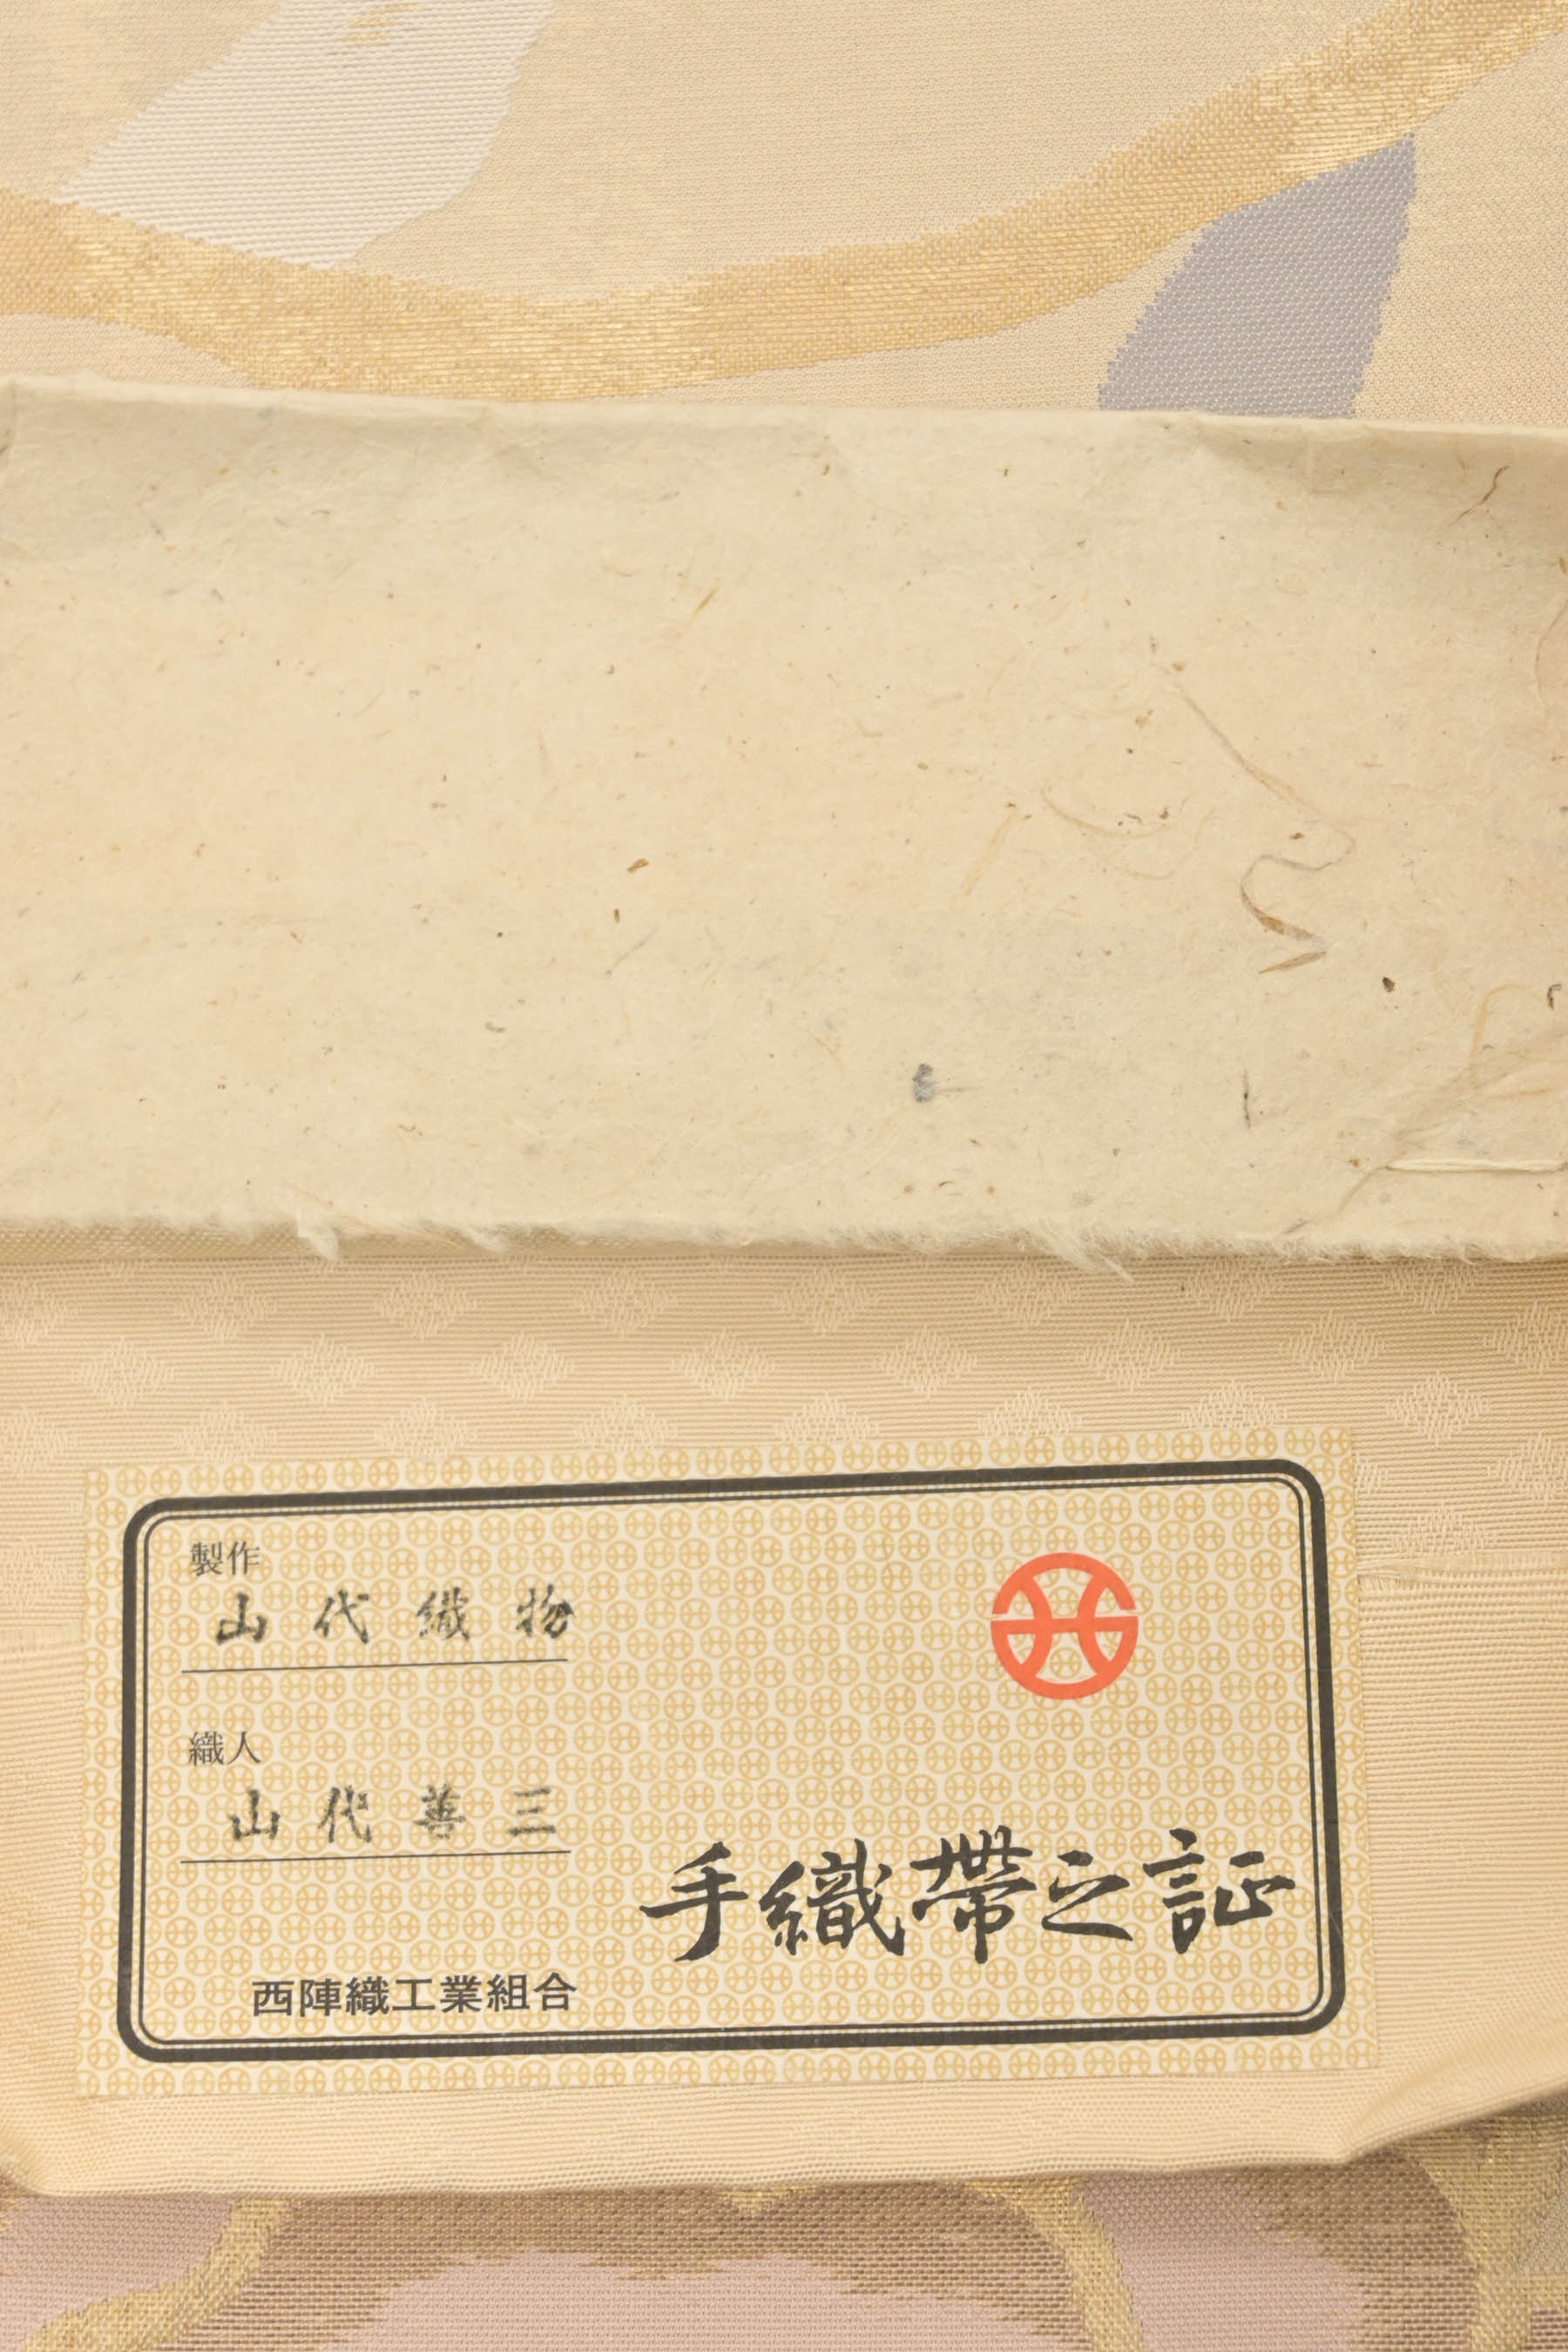 製作
山代織物
織人
山代善三
手織帶之証
西陣織工業組合